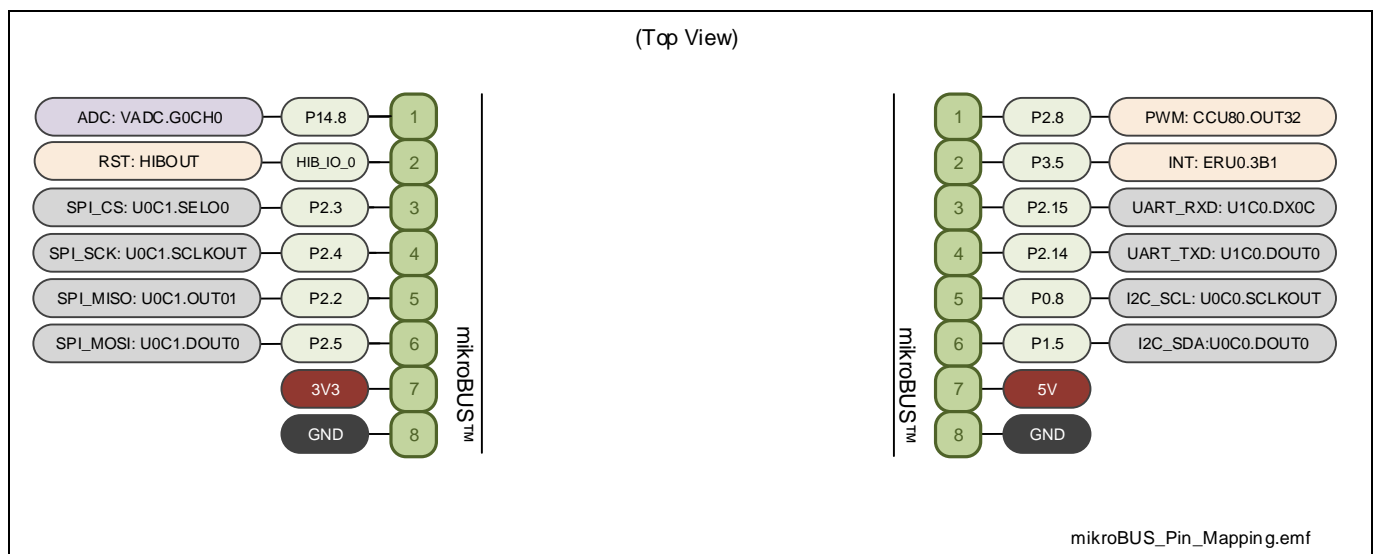 (Top View)
ADC: VADC.G0CH0 P14.8 1 1 P2.8 PWM: CCU80.OUT32
RST: HIBOUT HIB_IO_0 2 2 P3.5 INT: ERU0.3B1
SPI_CS: U0C1.SELO0 P2.3 3 3 P2.15 UART_RXD: U1C0.DX0C
SPI_SCK: U0C1.SCLKOUT P2.4 4 4 P2.14 UART_TXD: U1C0.DOUT0
SPI_MISO: U0C1.OUT01 P2.2 5 5 P0.8 I2C_SCL: U0C0.SCLKOUT
SPI_MOSI: U0C1.DOUT0 P2.5 6 6 P1.5 I2C_SDA:U0C0.DOUT0
3V3 7 7 5V
GND 8 8 GND
mikroBUS™
mikroBUS™
mikroBUS_Pin_Mapping.emf